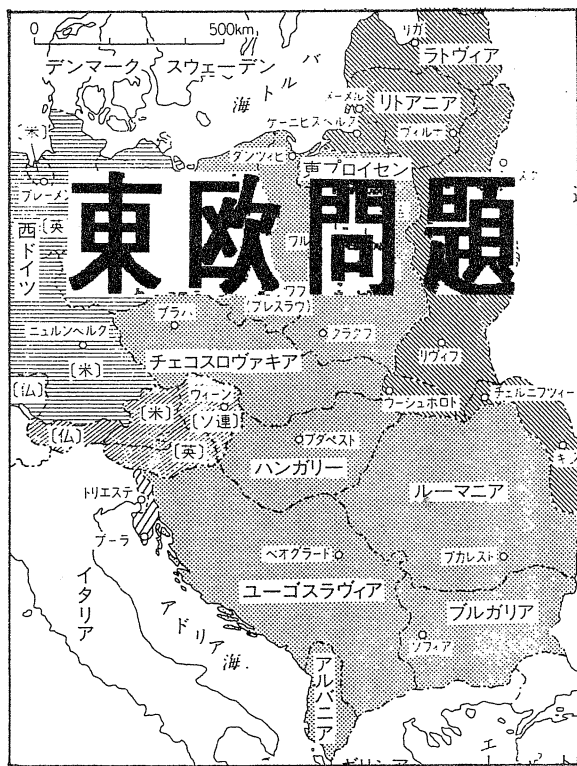 0 500km
デンマーク
スウェーデン
バルト海
リガ
ラトヴィア
メーメル
リトアニア
ケーニヒスベルク
ヴィルナ
ダンツィヒ
東プロイセン
〔米〕
ブレーメン
〔英
西ドイツ
東欧問題
〔ブレスラウ〕
プラハ
クラクフ
ニュルンベルク
チェコスロヴァキア
リヴィフ
〔米〕
〔仏〕
〔米〕
ウィーン
〔ソ連〕
〔仏〕
〔英〕
ウージュホロト
チェルニフツィー
ブダペスト
ハンガリー
ルーマニア
キ
トリエステ
プーラ
ベオグラード
ブカレスト
ユーゴスラヴィア
ブルガリア
イタリア
アドリア海
アルバニア
ソフィア
エ
ギリシア